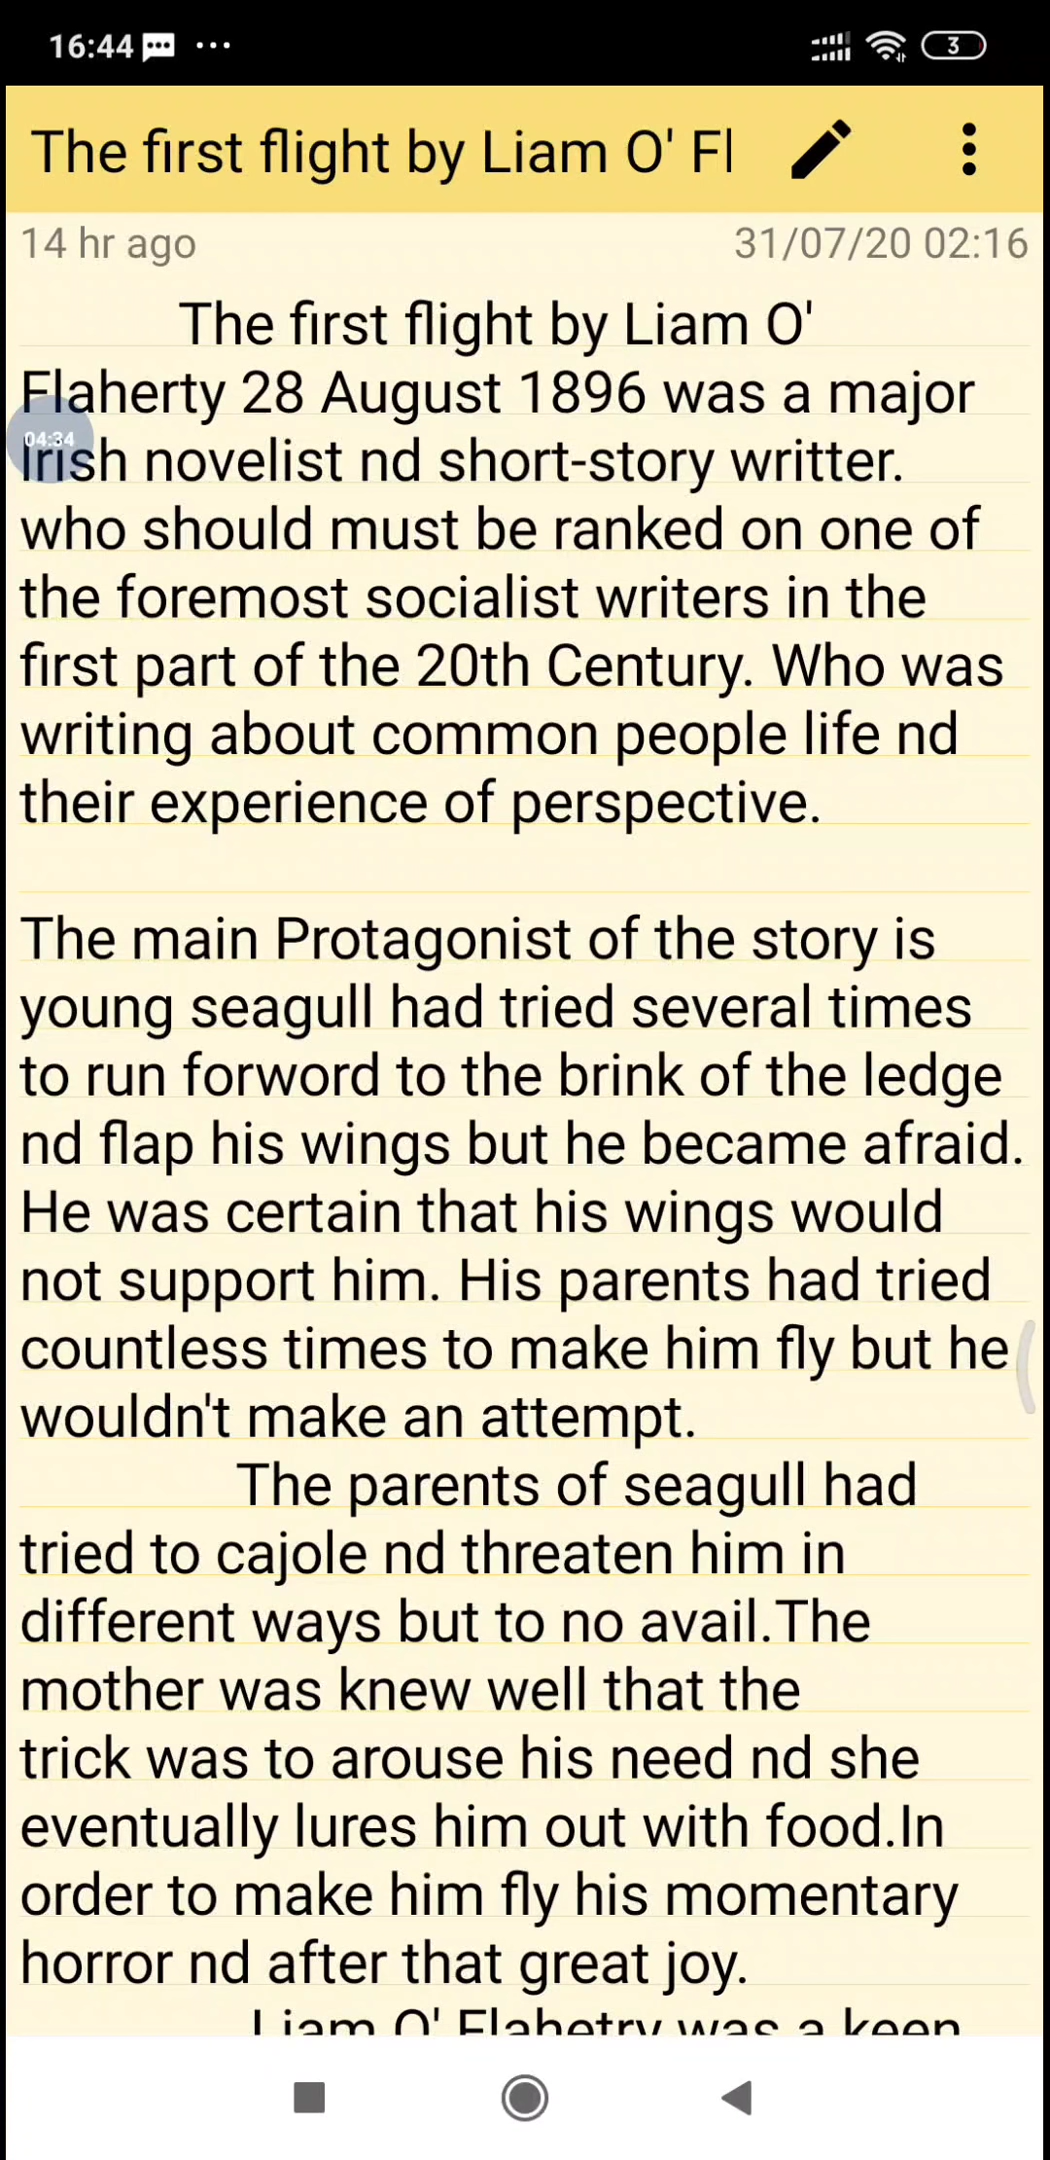 16:44
3
The first flight by Liam O' Fl
14 hr ago 31/07/20 02:16
The first flight by Liam O'
Flaherty 28 August 1896 was a major
04:34
Irish novelist nd short-story writter.
who should must be ranked on one of
the foremost socialist writers in the
first part of the 20th Century. Who was
writing about common people life nd
their experience of perspective.
The main Protagonist of the story is
young seagull had tried several times
to run forword to the brink of the ledge
nd flap his wings but he became afraid.
He was certain that his wings would
not support him. His parents had tried
countless times to make him fly but he
wouldn't make an attempt.
The parents of seagull had
tried to cajole nd threaten him in
different ways but to no avail.The
mother was knew well that the
trick was to arouse his need nd she
eventually lures him out with food.In
order to make him fly his momentary
horror nd after that great joy.
Liam O' Flahetry was a keen